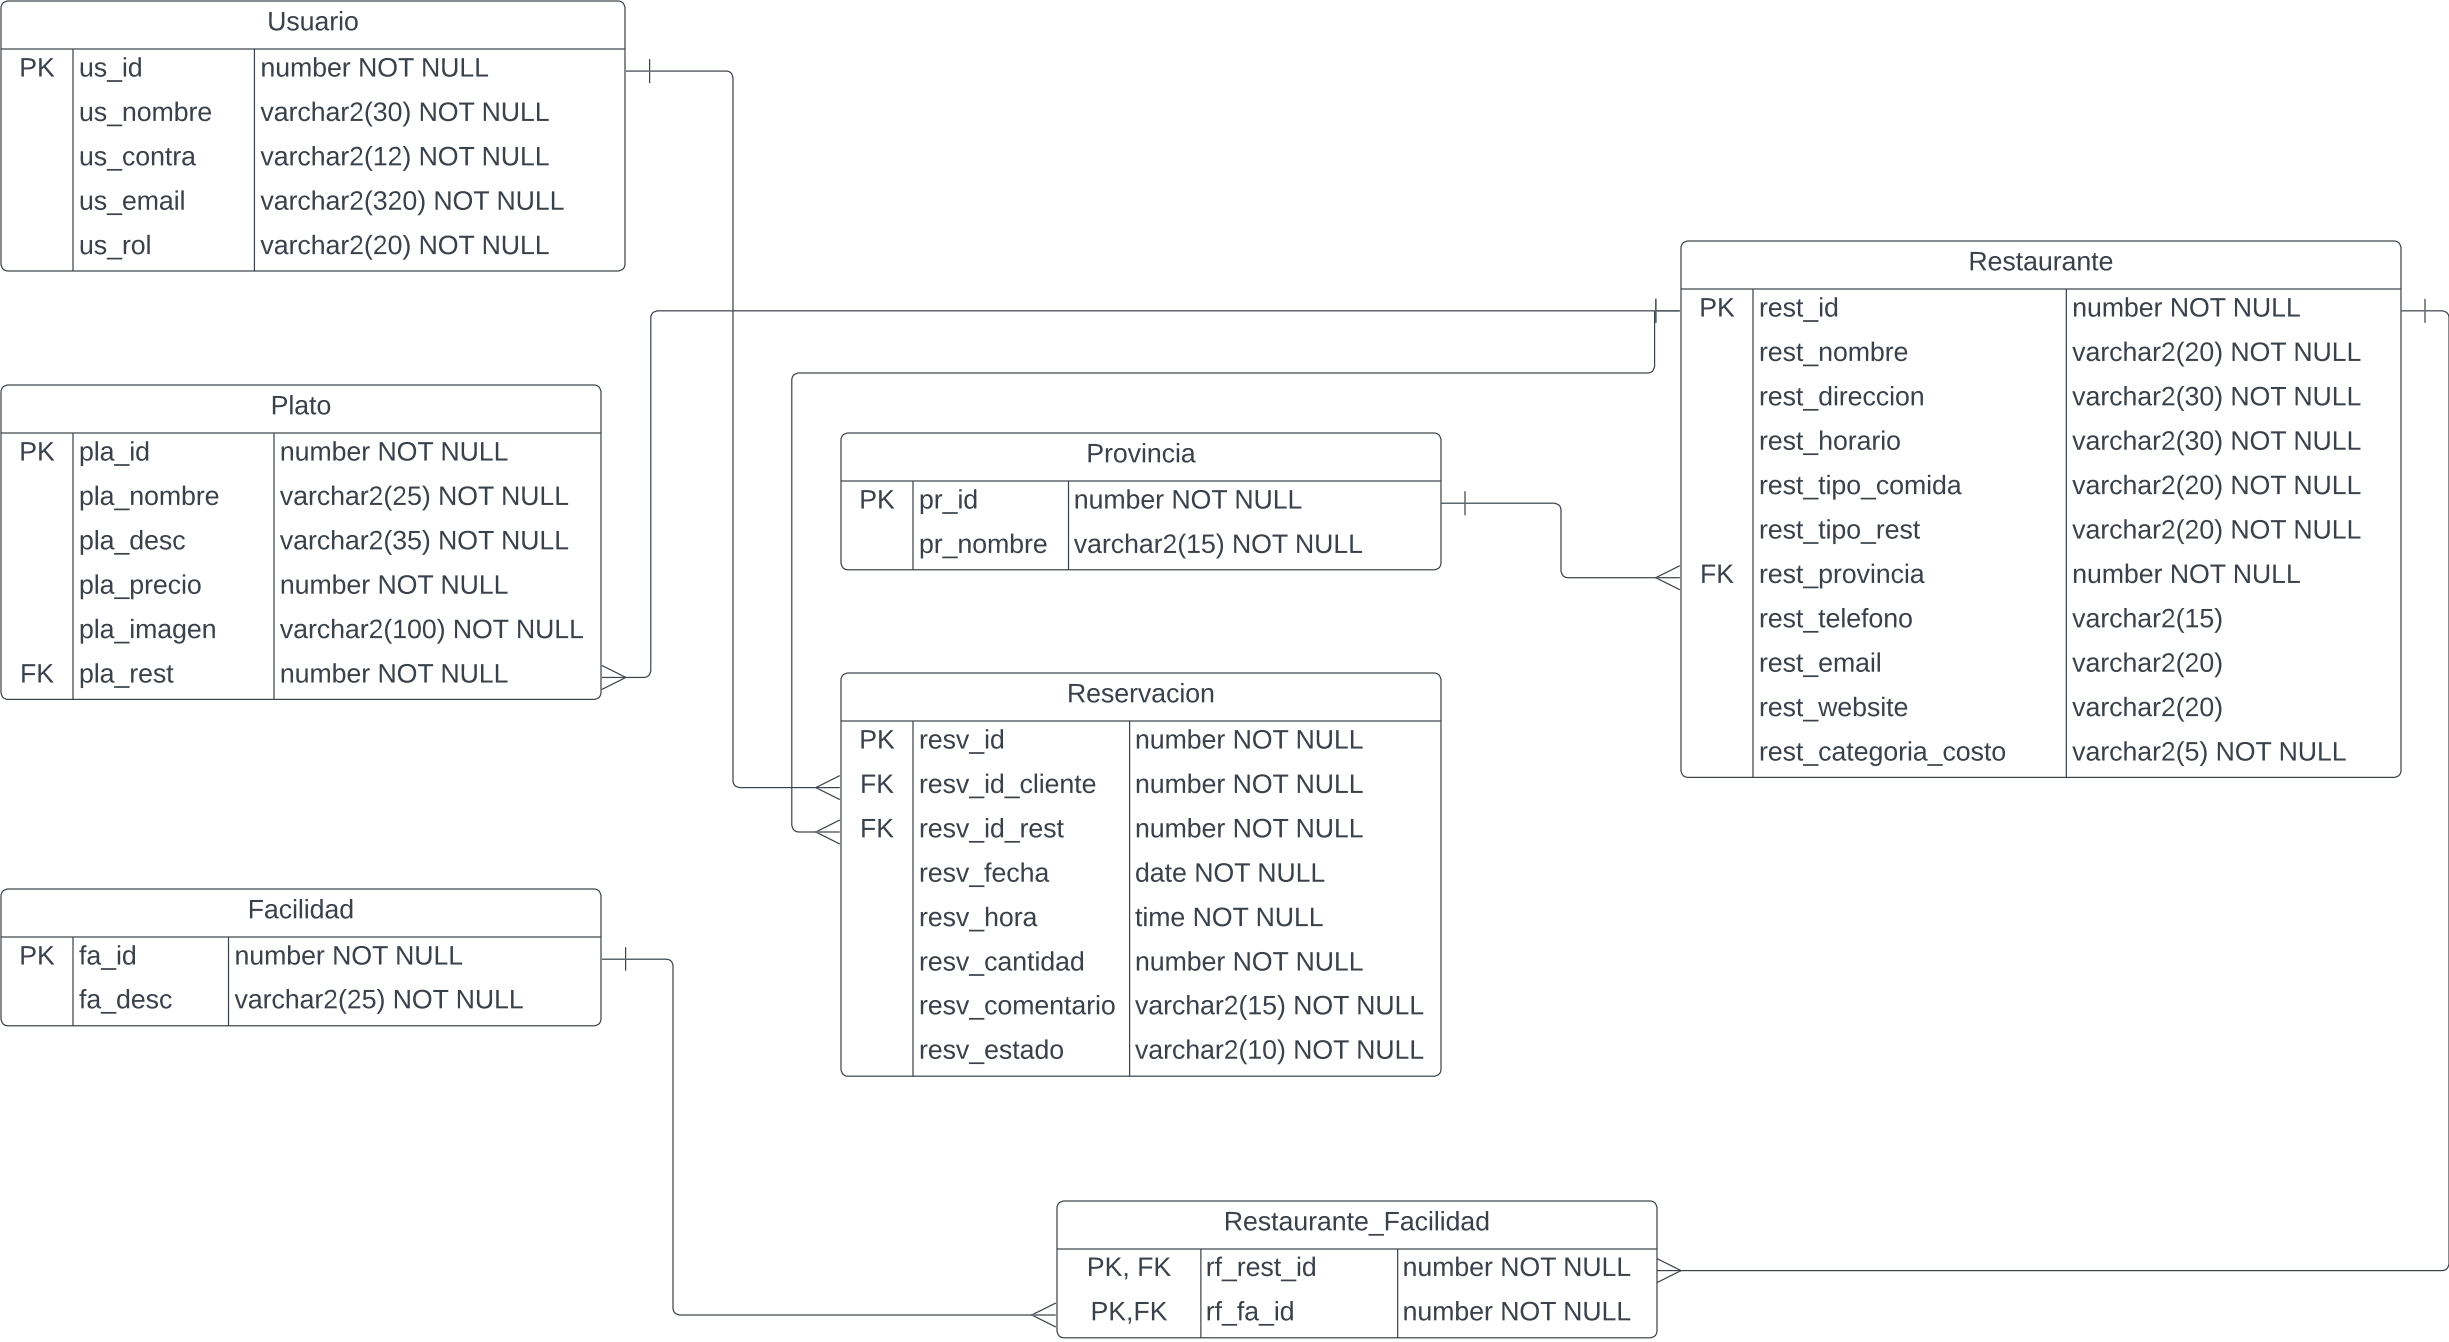 Usuario
PK us_id number NOT NULL
us_nombre varchar2(30) NOT NULL
us_contra varchar2(12) NOT NULL
us_email varchar2(320) NOT NULL
us_rol varchar2(20) NOT NULL
Restaurante
PK rest_id number NOT NULL
rest_nombre varchar2(20) NOT NULL
rest_direccion varchar2(30) NOT NULL
rest_horario varchar2(30) NOT NULL
rest_tipo_comida varchar2(20) NOT NULL
rest_tipo_rest varchar2(20) NOT NULL
FK rest_provincia number NOT NULL
rest_telefono varchar2(15)
rest_email varchar2(20)
rest_website varchar2(20)
rest_categoria_costo varchar2(5) NOT NULL
Plato
PK pla_id number NOT NULL
pla_nombre varchar2(25) NOT NULL
pla_desc varchar2(35) NOT NULL
pla_precio number NOT NULL
pla_imagen varchar2(100) NOT NULL
FK pla_rest number NOT NULL
Provincia
PK pr_id number NOT NULL
pr_nombre varchar2(15) NOT NULL
Reservacion
PK resv_id number NOT NULL
FK resv_id_cliente number NOT NULL
FK resv_id_rest number NOT NULL
resv_fecha date NOT NULL
resv_hora time NOT NULL
resv_cantidad number NOT NULL
resv_comentario varchar2(15) NOT NULL
resv_estado varchar2(10) NOT NULL
Facilidad
PK fa_id number NOT NULL
fa_desc varchar2(25) NOT NULL
Restaurante_Facilidad
PK, FK rf_rest_id number NOT NULL
PK,FK rf_fa_id number NOT NULL